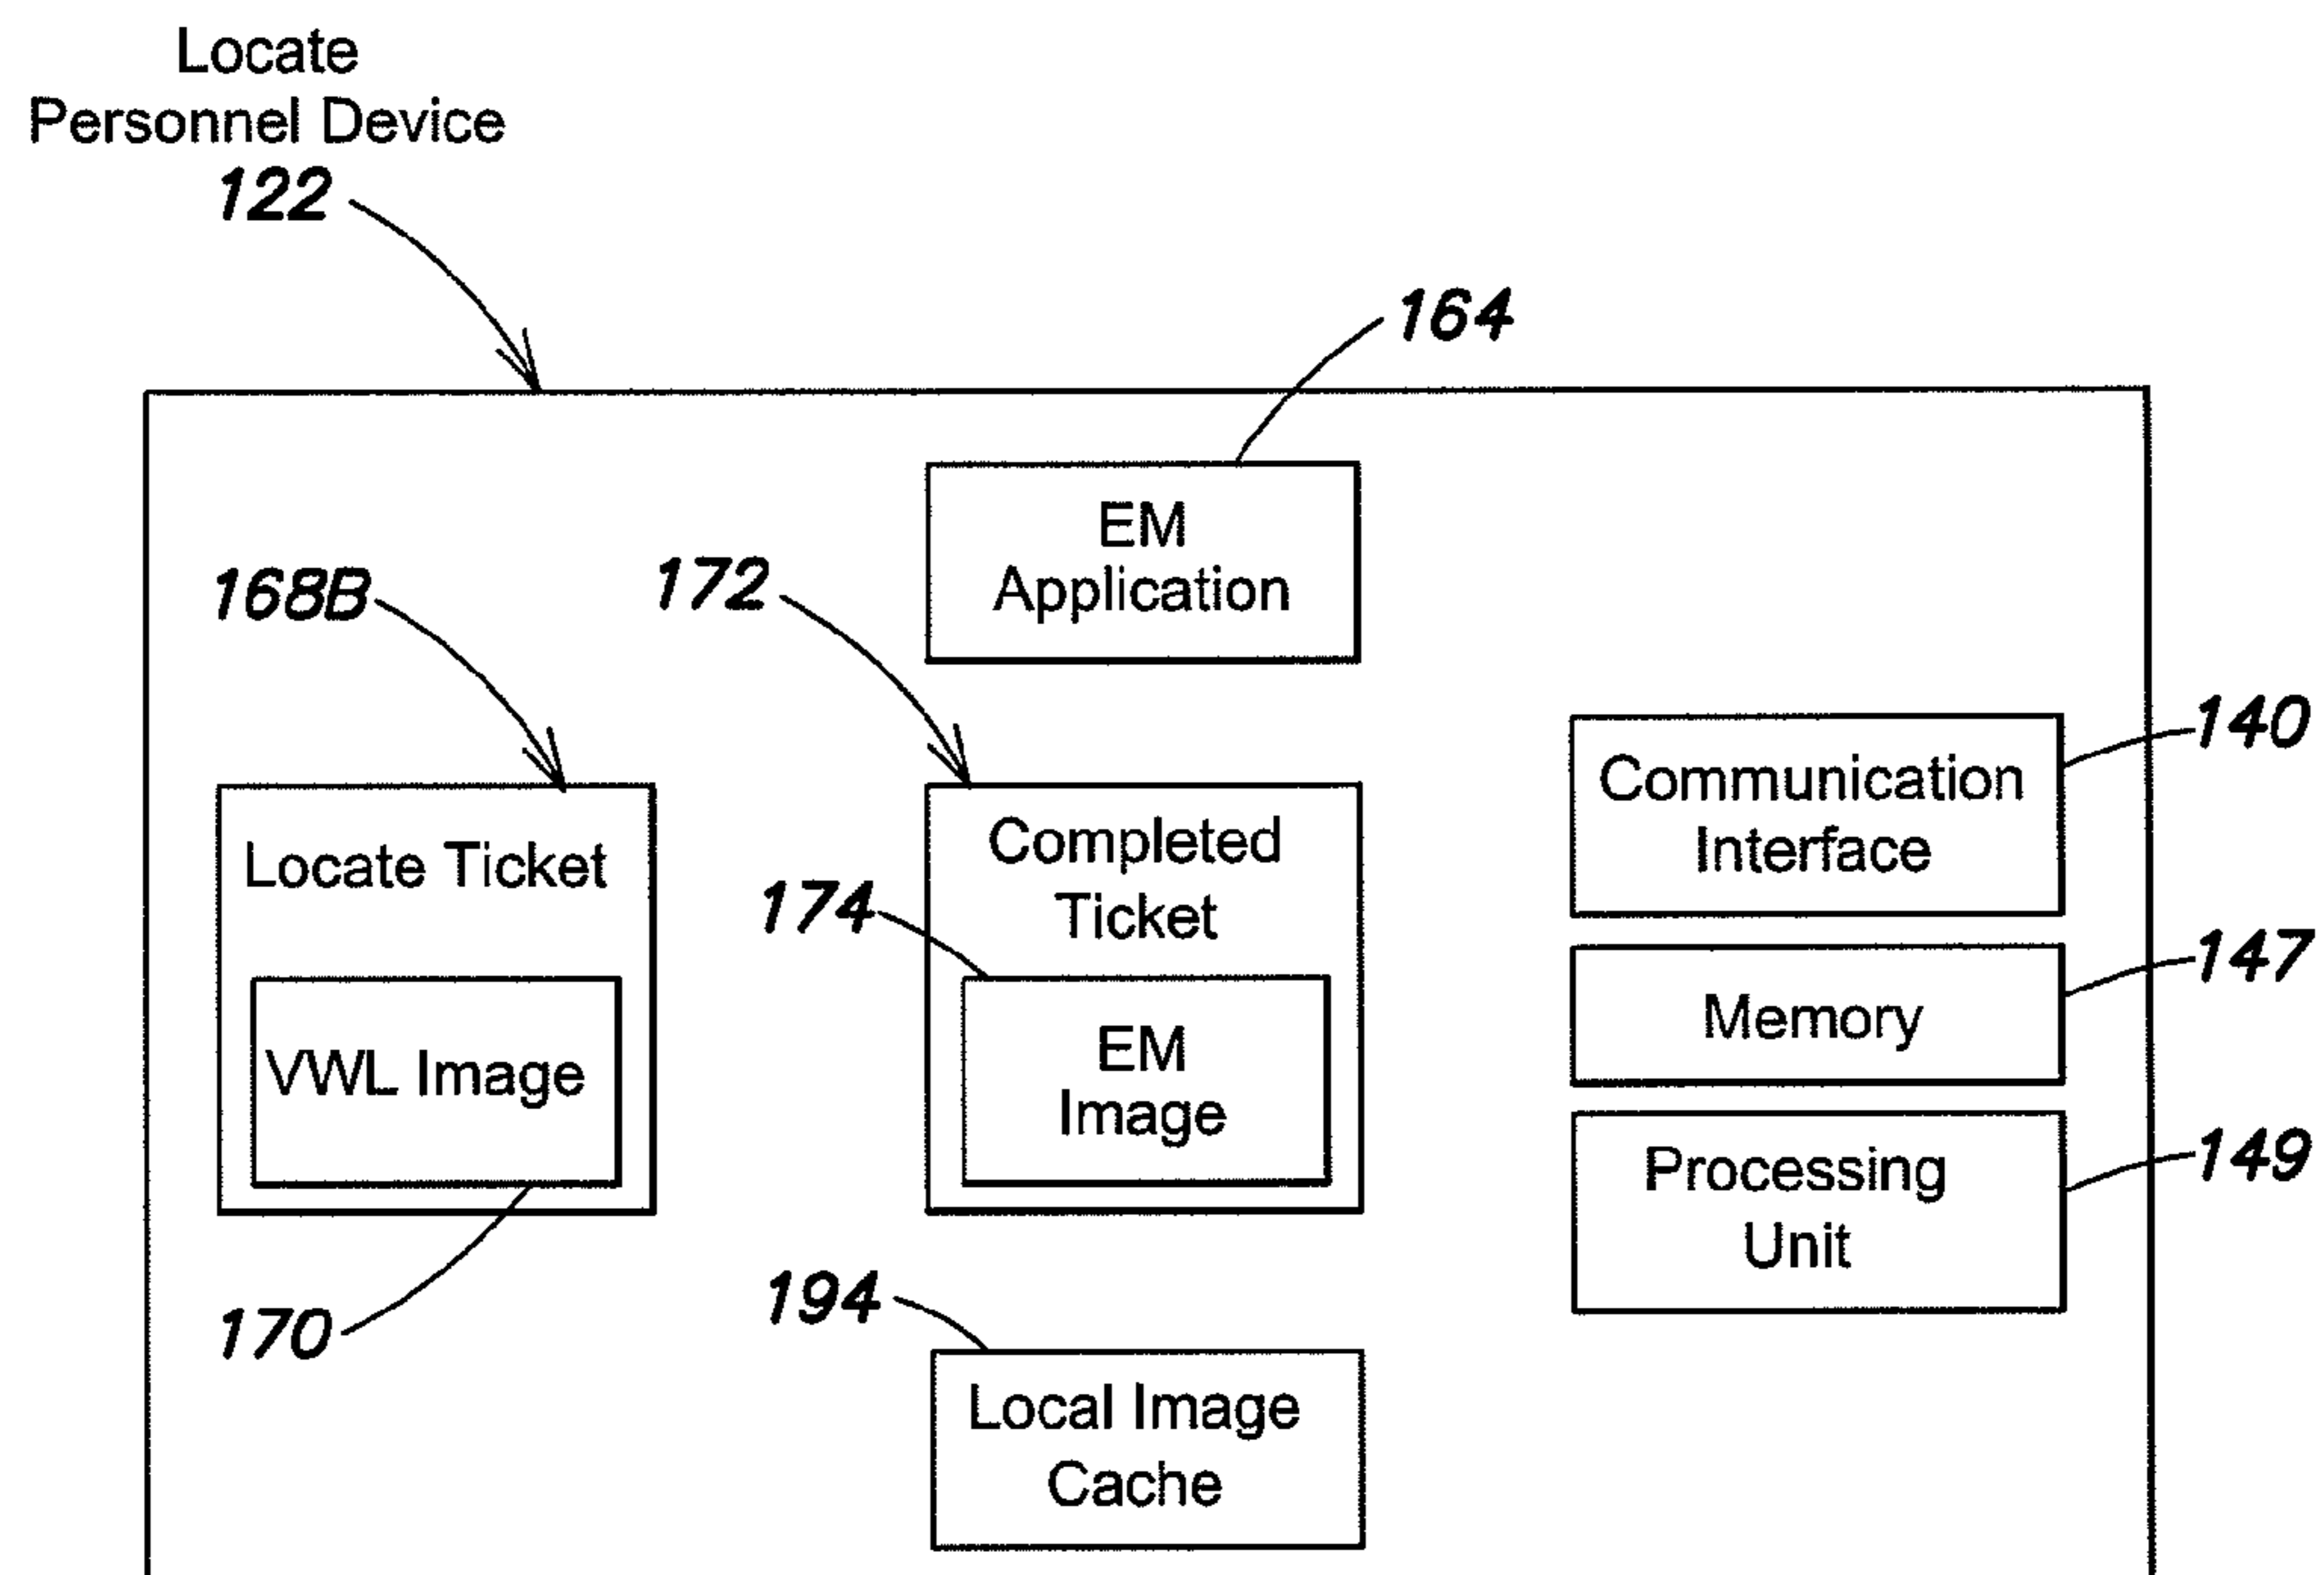 Locate
Personnel Device
122
164
EM
Application
168B
172
140
Communication
Interface
Locate Ticket
Completed
Ticket
174
147
Memory
VWL Image
EM
Image
149
Processing
Unit
170
194
Local Image
Cache